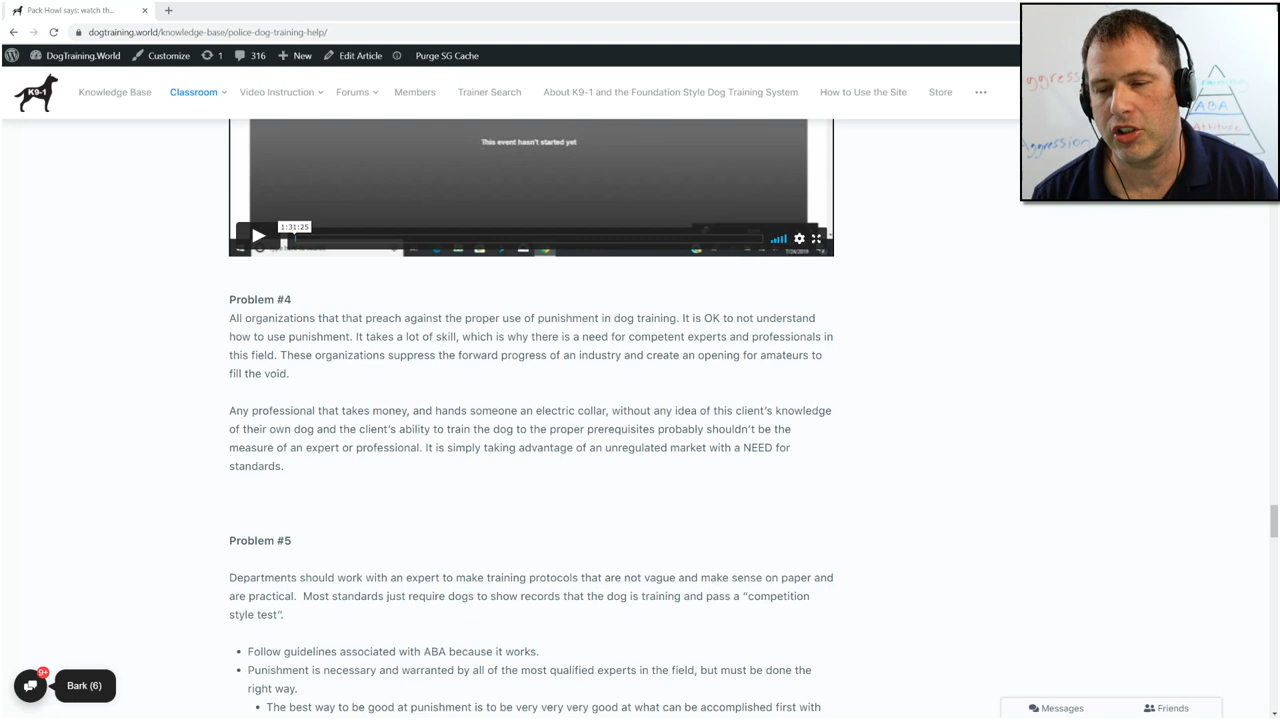 Pack Howl says: watch th...
dogtraining.world/knowledge-base/police-dog-training-help/
DogTraining.World Customize 1 316 New Edit Article Purge SG Cache
K9-1
Knowledge Base Classroom Video Instruction Forums Members Trainer Search About K9-1 and the Foundation Style Dog Training System How to Use the Site Store
Training
ABA
Attitude
Aggression
This event hasn't started yet
1:31:25
Problem #4
All organizations that that preach against the proper use of punishment in dog training. It is OK to not understand
how to use punishment. It takes a lot of skill, which is why there is a need for competent experts and professionals in
this field. These organizations suppress the forward progress of an industry and create an opening for amateurs to
fill the void.
Any professional that takes money, and hands someone an electric collar, without any idea of this client's knowledge
of their own dog and the client's ability to train the dog to the proper prerequisites probably shouldn't be the
measure of an expert or professional. It is simply taking advantage of an unregulated market with a NEED for
standards.
Problem #5
Departments should work with an expert to make training protocols that are not vague and make sense on paper and
are practical. Most standards just require dogs to show records that the dog is training and pass a “competition
style test”.
• Follow guidelines associated with ABA because it works.
• Punishment is necessary and warranted by all of the most qualified experts in the field, but must be done the
right way.
• The best way to be good at punishment is to be very very very good at what can be accomplished first with
9+
Bark (6)
Messages Friends